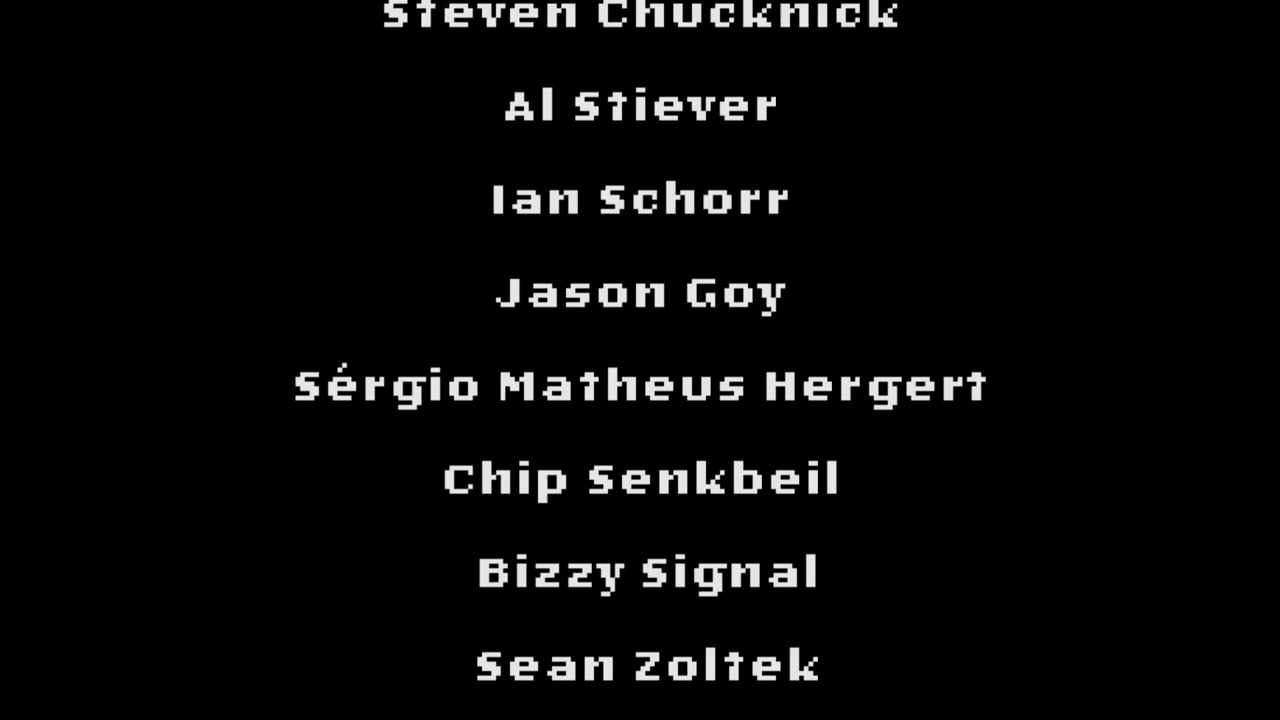 Steven Chucknick
Al Stiever
Ian Schorr
Jason Goy
Sérgio Matheus Hergert
Chip Senkbeil
Bizzy Signal
Sean Zoltek